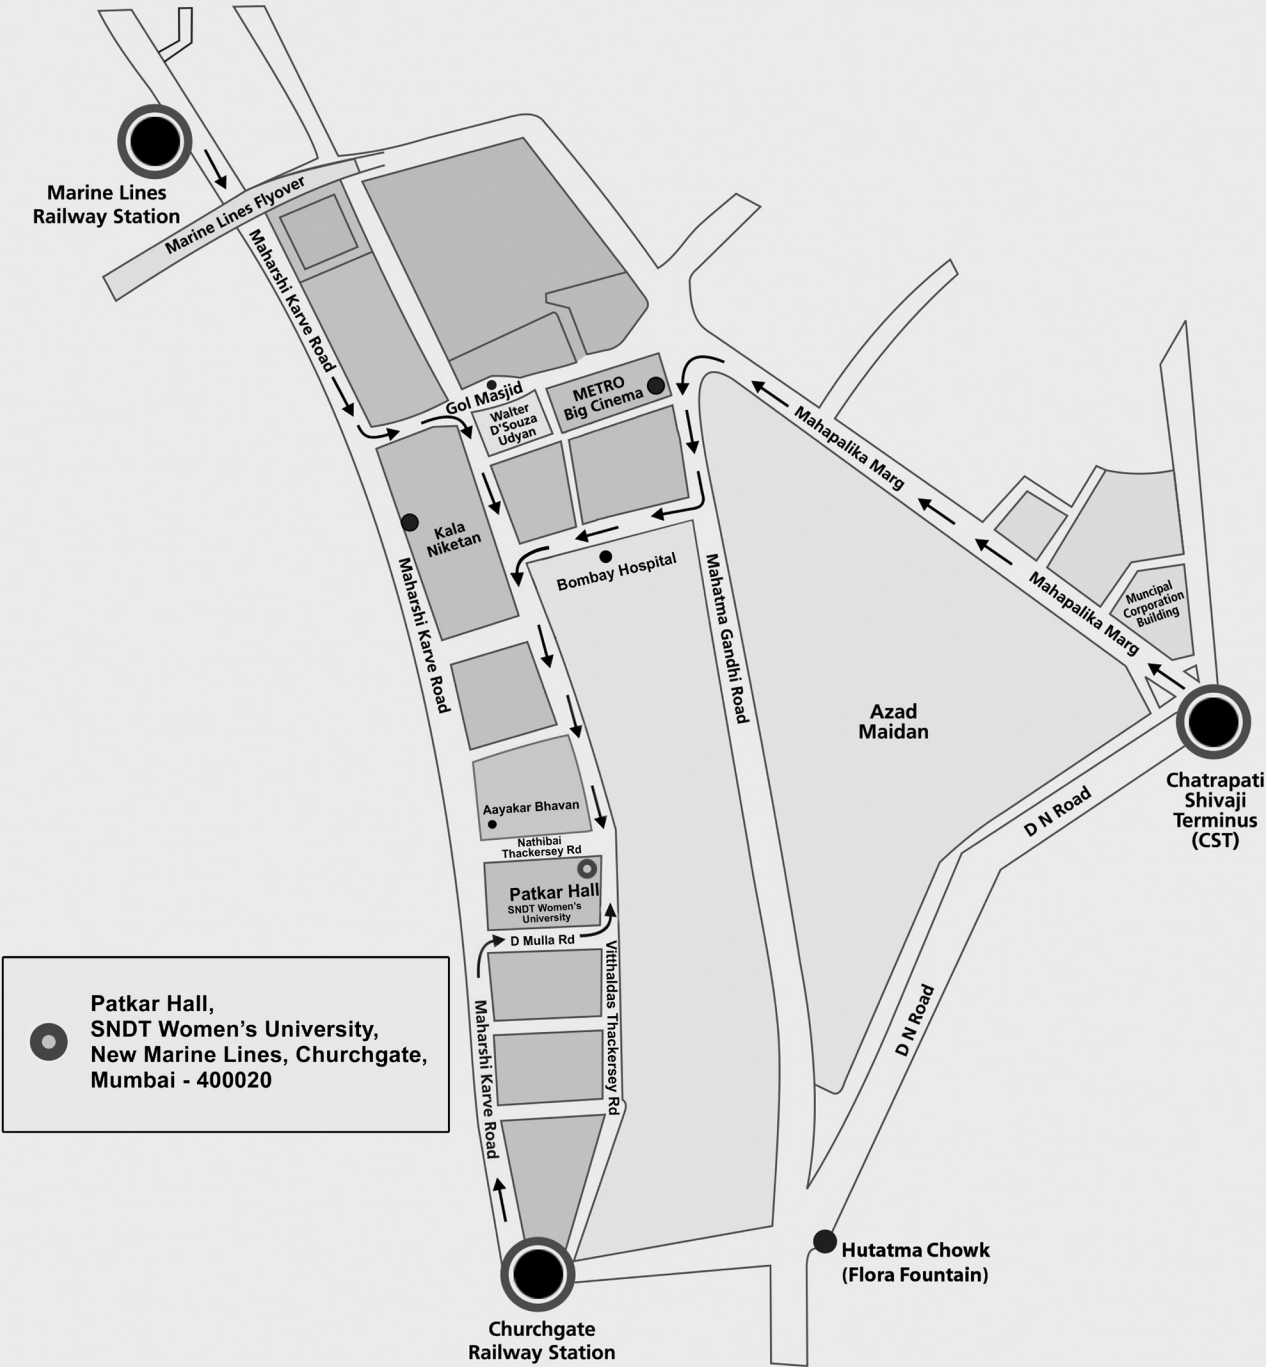 Marine Lines
Railway Station
Marine Lines Flyover
Maharshi Karve Road
Gol Masjid
Walter
D'Souza
Udyan
METRO
Big Cinema
Mahapalika Marg
Kala
Niketan
Bombay Hospital
Maharshi Karve Road
Mahatma Gandhi Road
Mahapalika Marg
Muncipal
Corporation
Building
Azad
Maidan
Chatrapati
Shivaji
Terminus
(CST)
D N Road
Aayakar Bhavan
Nathibai
Thackersey Rd
Patkar Hall
SNDT Women's
University
D Mulla Rd
Vitthaldas Thackersey Rd
Maharshi Karve Road
D N Road
Patkar Hall,
SNDT Women's University,
New Marine Lines, Churchgate,
Mumbai - 400020
Hutatma Chowk
(Flora Fountain)
Churchgate
Railway Station